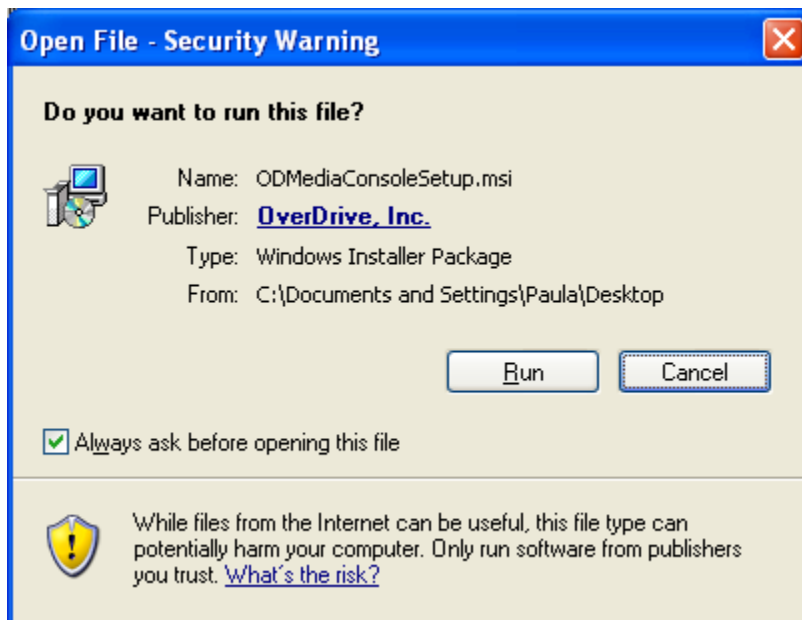 Open File - Security Warning
Do you want to run this file?
Name: ODMediaConsoleSetup.msi
Publisher: OverDrive, Inc.
Type: Windows Installer Package
From: C:\Documents and Settings\Paula\Desktop
Run Cancel
Always ask before opening this file
While files from the Internet can be useful, this file type can
potentially harm your computer. Only run software from publishers
you trust. What's the risk?